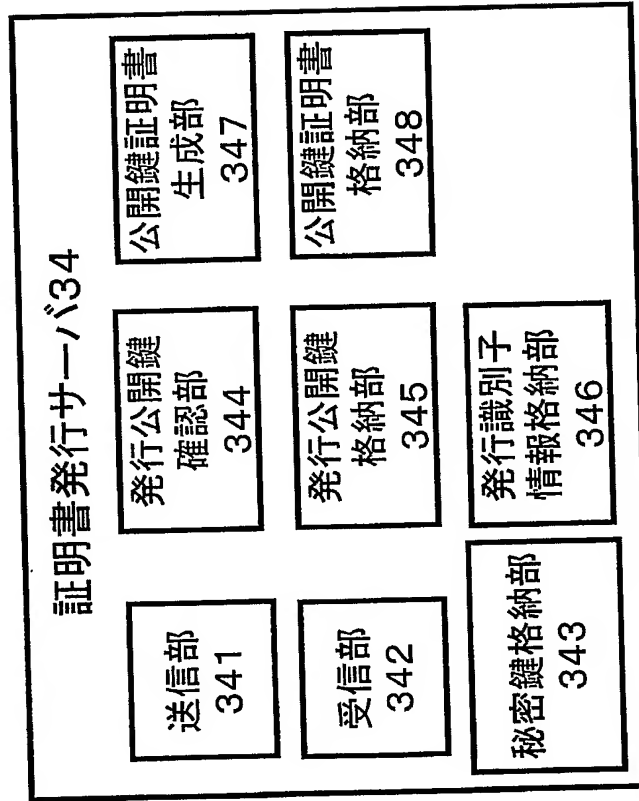 証明書発行サーバ34
送信部
341
発行公開鍵
確認部
344
公開鍵証明書
生成部
347
受信部
342
発行公開鍵
格納部
345
公開鍵証明書
格納部
348
秘密鍵格納部
343
発行識別子
情報格納部
346